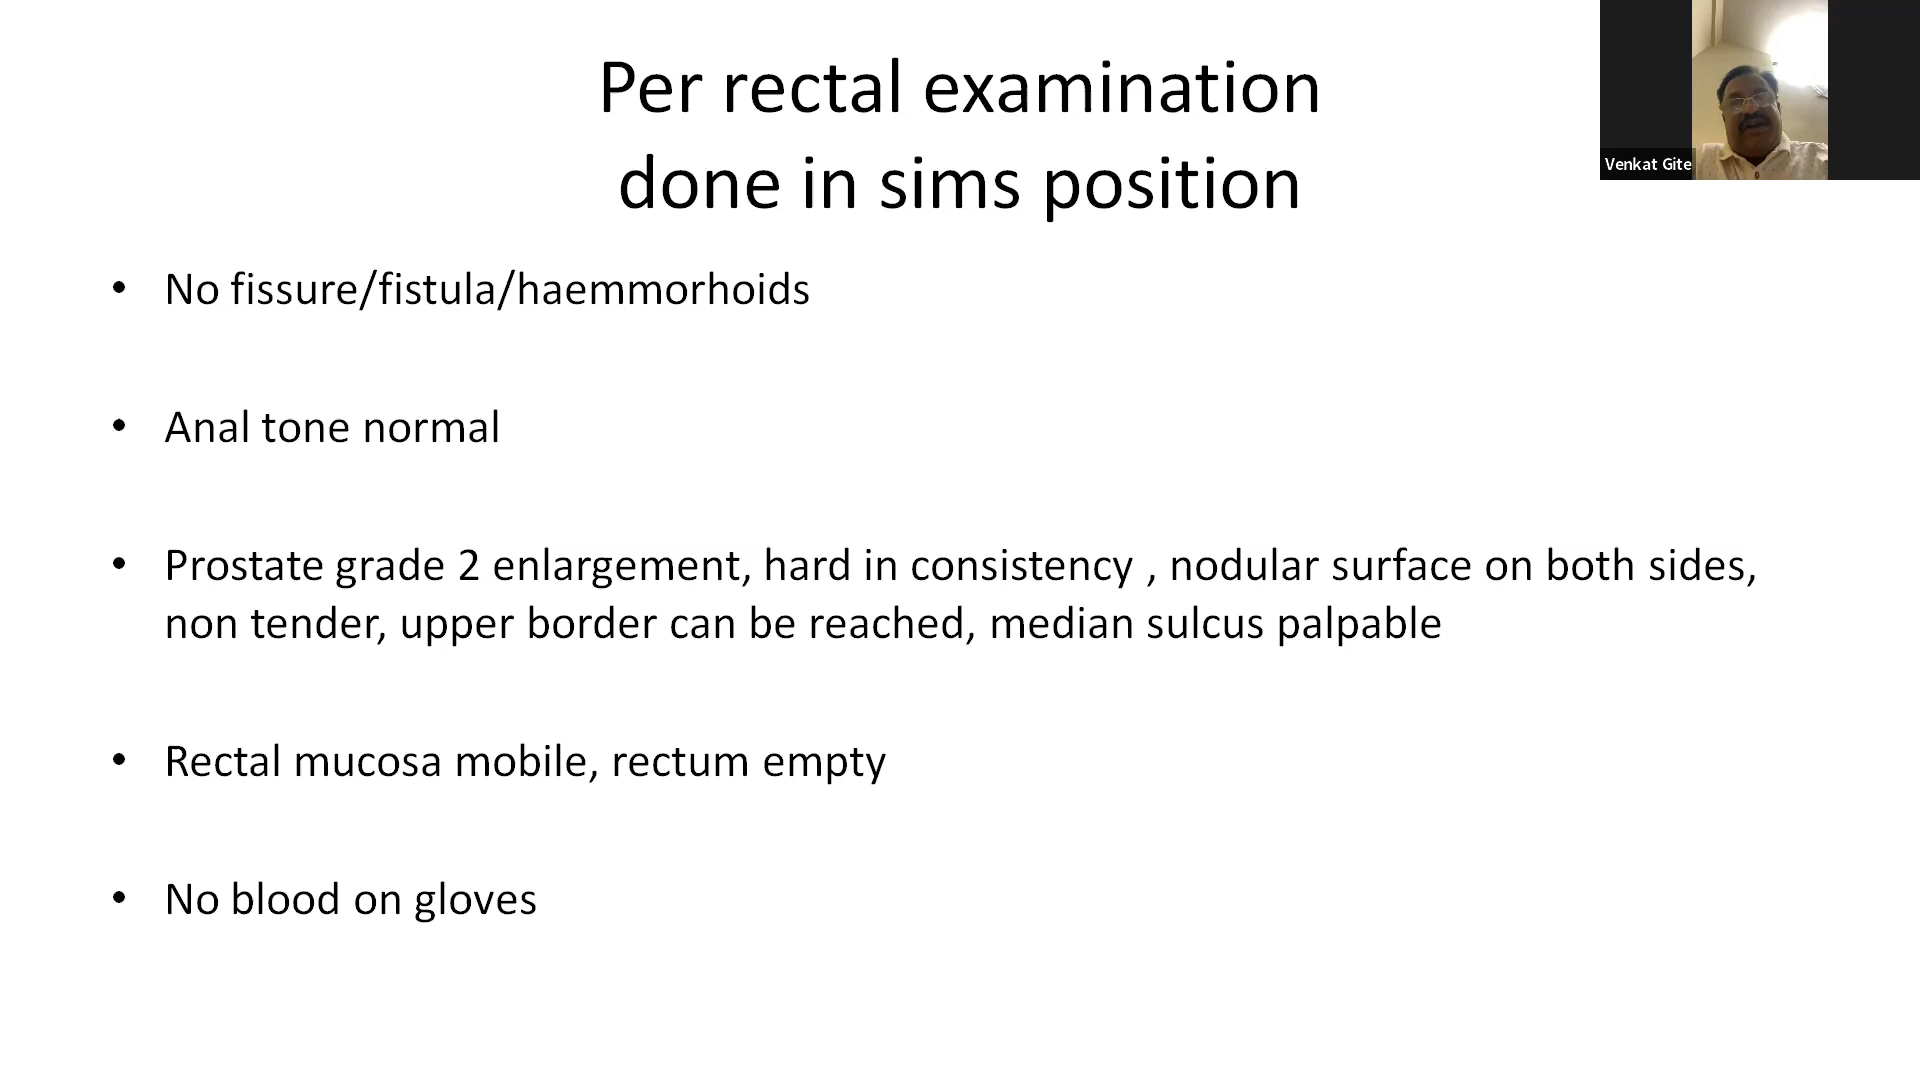 Per rectal examination
done in sims position
Venkat Gite
• No fissure/fistula/haemmorhoids
• Anal tone normal
• Prostate grade 2 enlargement, hard in consistency , nodular surface on both sides,
non tender, upper border can be reached, median sulcus palpable
• Rectal mucosa mobile, rectum empty
• No blood on gloves